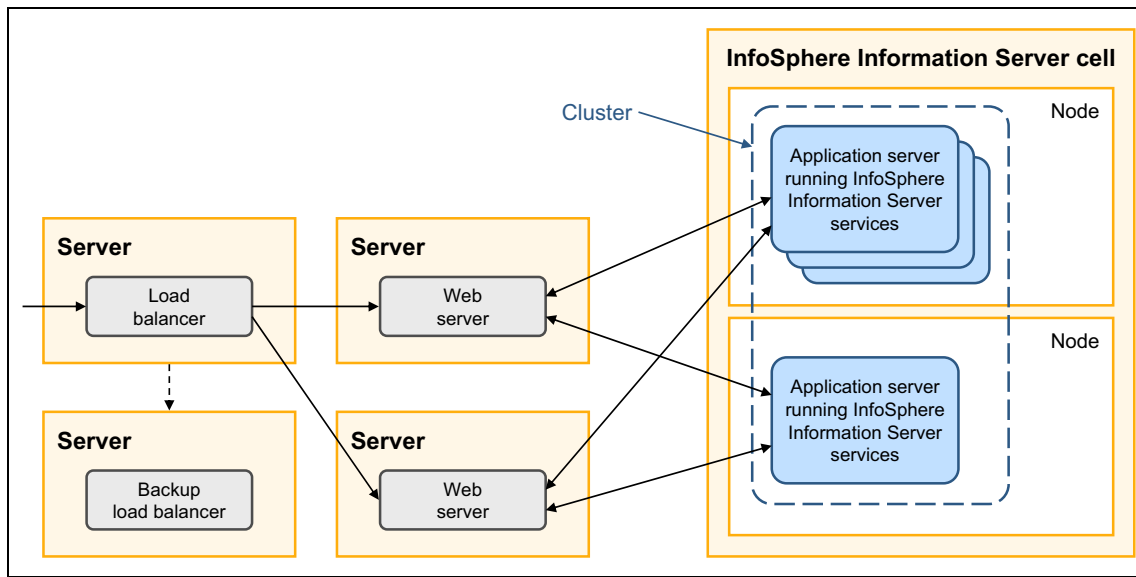 InfoSphere Information Server cell
Cluster
Node
Application server
running InfoSphere
Information Server
services
Server
Load
balancer
Server
Web
server
Node
Application server
running InfoSphere
Information Server
services
Server
Backup
load balancer
Server
Web
server